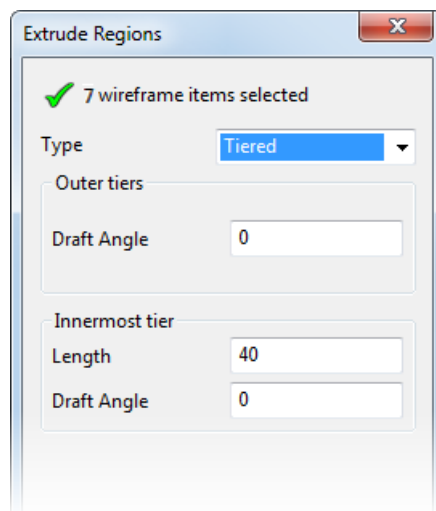 Extrude Regions
7 wireframe items selected
Type Tiered
Outer tiers
Draft Angle 0
Innermost tier
Length 40
Draft Angle 0